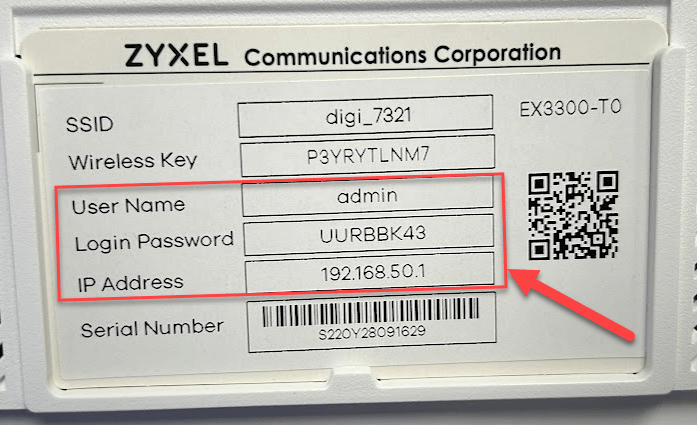 ZYXEL Communications Corporation
SSID digi_7321 EX3300-T0
Wireless Key P3YRYTLNM7
User Name admin
Login Password UURBBK43
IP Address 192.168.50.1
Serial Number S220Y28091629